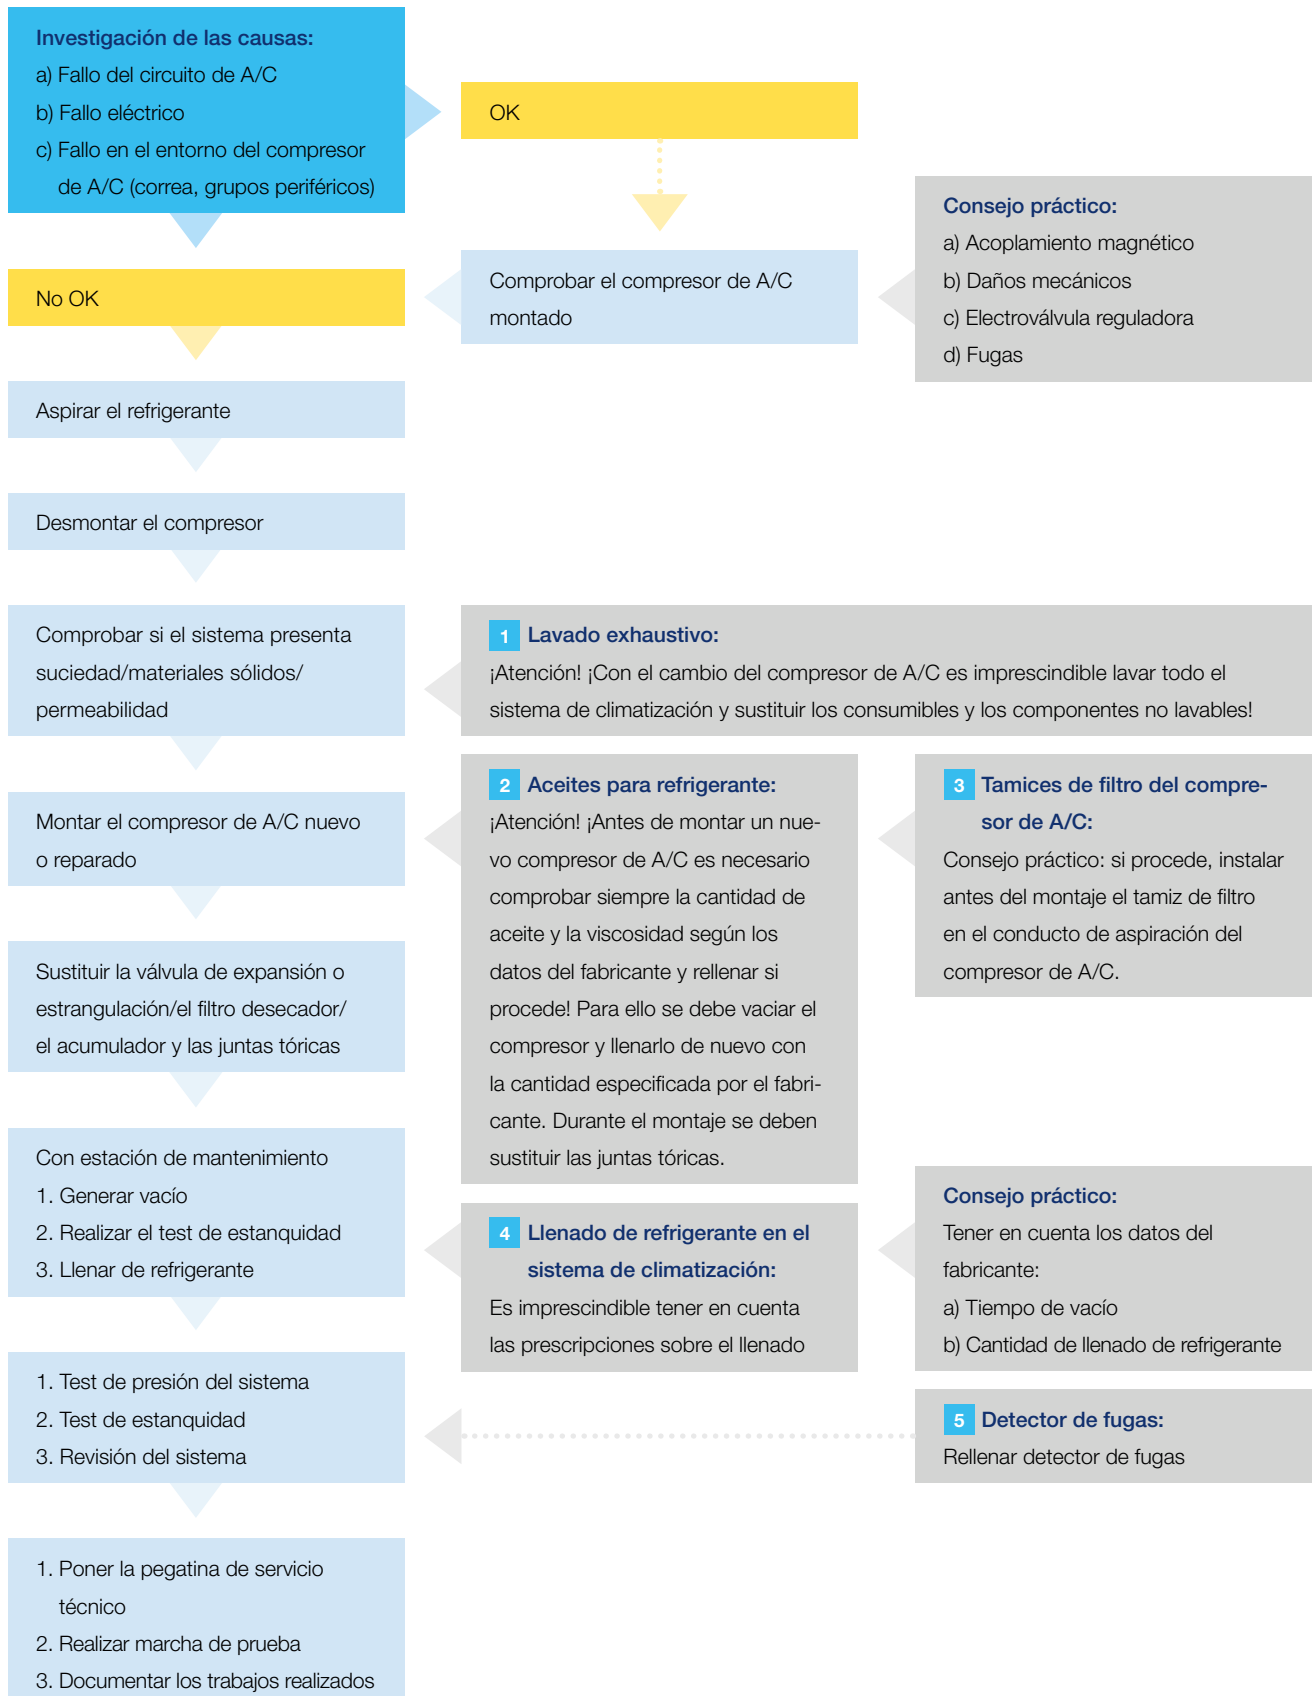 Investigación de las causas:
a) Fallo del circuito de A/C
b) Fallo eléctrico
c) Fallo en el entorno del compresor
de A/C (correa, grupos periféricos)
OK
Consejo práctico:
a) Acoplamiento magnético
b) Daños mecánicos
c) Electroválvula reguladora
d) Fugas
Comprobar el compresor de A/C
montado
No OK
Aspirar el refrigerante
Desmontar el compresor
Comprobar si el sistema presenta
suciedad/materiales sólidos/
permeabilidad
1 Lavado exhaustivo:
¡Atención! ¡Con el cambio del compresor de A/C es imprescindible lavar todo el
sistema de climatización y sustituir los consumibles y los componentes no lavables!
Montar el compresor de A/C nuevo
o reparado
2 Aceites para refrigerante:
¡Atención! ¡Antes de montar un nue-
vo compresor de A/C es necesario
comprobar siempre la cantidad de
aceite y la viscosidad según los
datos del fabricante y rellenar si
procede! Para ello se debe vaciar el
compresor y llenarlo de nuevo con
la cantidad especificada por el fabri-
cante. Durante el montaje se deben
sustituir las juntas tóricas.
3 Tamices de filtro del compre-
sor de A/C:
Consejo práctico: si procede, instalar
antes del montaje el tamiz de filtro
en el conducto de aspiración del
compresor de A/C.
Sustituir la válvula de expansión o
estrangulación/el filtro desecador/
el acumulador y las juntas tóricas
Con estación de mantenimiento
1. Generar vacío
2. Realizar el test de estanquidad
3. Llenar de refrigerante
4 Llenado de refrigerante en el
sistema de climatización:
Es imprescindible tener en cuenta
las prescripciones sobre el llenado
Consejo práctico:
Tener en cuenta los datos del
fabricante:
a) Tiempo de vacío
b) Cantidad de llenado de refrigerante
1. Test de presión del sistema
2. Test de estanquidad
3. Revisión del sistema
5 Detector de fugas:
Rellenar detector de fugas
1. Poner la pegatina de servicio
técnico
2. Realizar marcha de prueba
3. Documentar los trabajos realizados